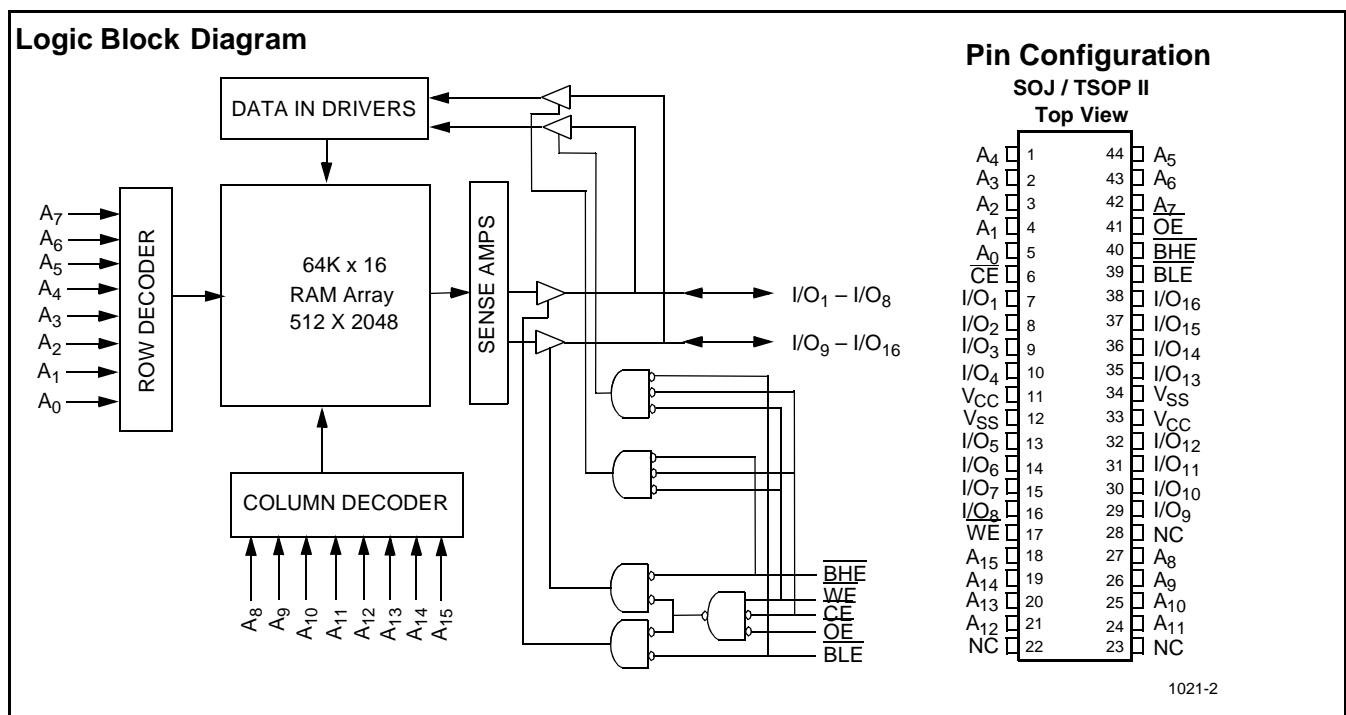 Logic Block Diagram
DATA IN DRIVERS
A7
A6
A5
A4
A3
A2
A1
A0
ROW DECODER
64K x 16
RAM Array
512 X 2048
SENSE AMPS
I/O1 – I/O8
I/O9 – I/O16
COLUMN DECODER
A8
A9
A10
A11
A12
A13
A14
A15
BHE
WE
CE
OE
BLE
Pin Configuration
SOJ / TSOP II
Top View
A4 1 44 A5
A3 2 43 A6
A2 3 42 A7
A1 4 41 OE
A0 5 40 BHE
CE 6 39 BLE
I/O1 7 38 I/O16
I/O2 8 37 I/O15
I/O3 9 36 I/O14
I/O4 10 35 I/O13
VCC 11 34 VSS
VSS 12 33 VCC
I/O5 13 32 I/O12
I/O6 14 31 I/O11
I/O7 15 30 I/O10
I/O8 16 29 I/O9
WE 17 28 NC
A15 18 27 A8
A14 19 26 A9
A13 20 25 A10
A12 21 24 A11
NC 22 23 NC
1021-2